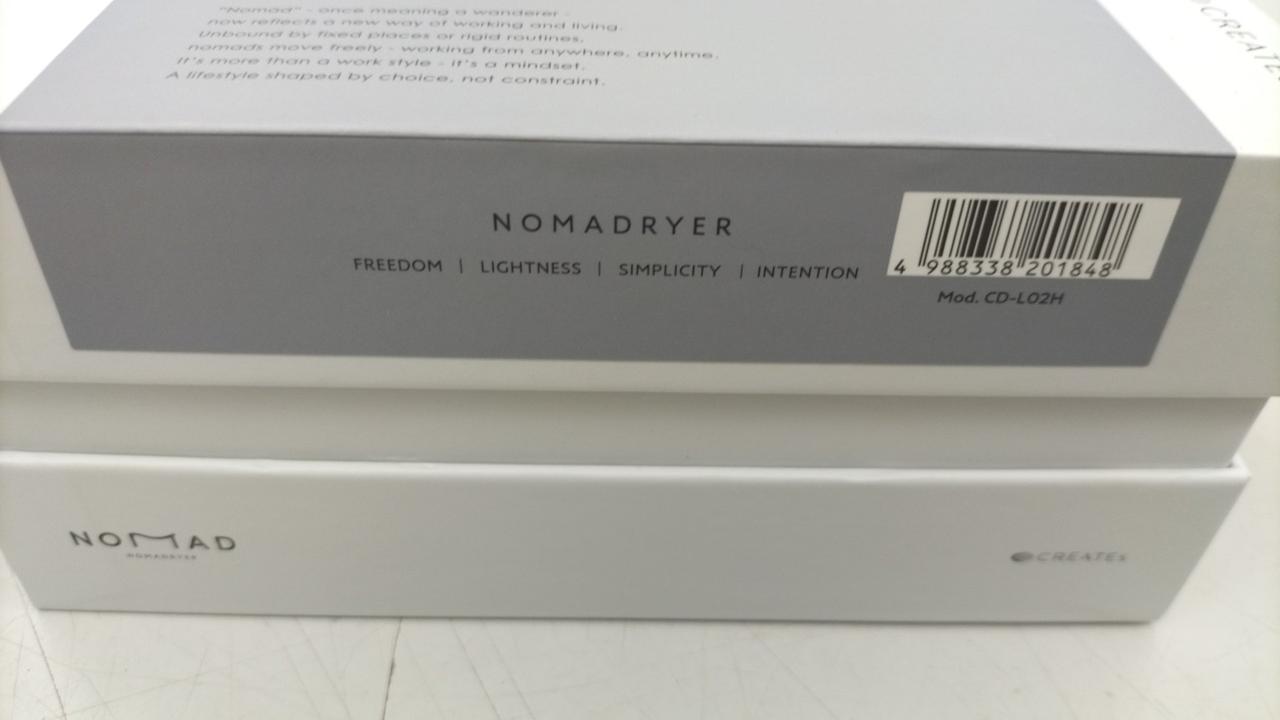 "Nomad" - once meaning a wanderer -
now reflects a new way of working and living.
Unbound by fixed places or rigid routines,
nomads move freely - working from anywhere, anytime.
It's more than a work style - it's a mindset.
A lifestyle shaped by choice, not constraint.
CREATEs
NOMADRYER
FREEDOM | LIGHTNESS | SIMPLICITY | INTENTION
4 988338 201848
Mod. CD-L02H
NOMAD
NOMADRYER
CREATEs